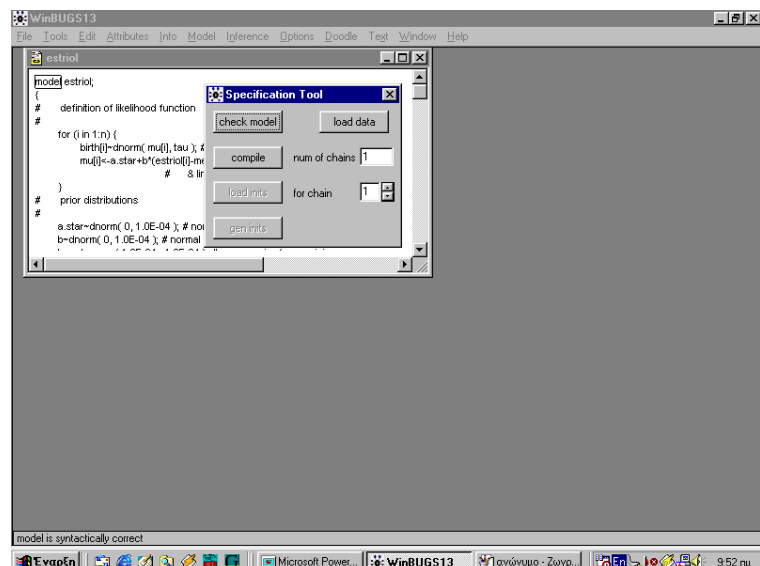 WinBUGS13
File Tools Edit Attributes Info Model Inference Options Doodle Text Window Help
estriol
model estriol;
{
# definition of likelihood function
#
for (i in 1:n) {
birth[i]~dnorm( mu[i], tau ); #
mu[i]<-a.star+b*(estriol[i]-me
# & lir
}
# prior distributions
#
a.star~dnorm( 0, 1.0E-04 ); # nor
b~dnorm( 0, 1.0E-04 ); # normal
Specification Tool
check model load data
compile num of chains 1
load inits for chain 1
gen inits
model is syntactically correct
Έναρξη Microsoft Power... WinBUGS13 ανώνυμο - Ζωγρ... En 9:52 πμ